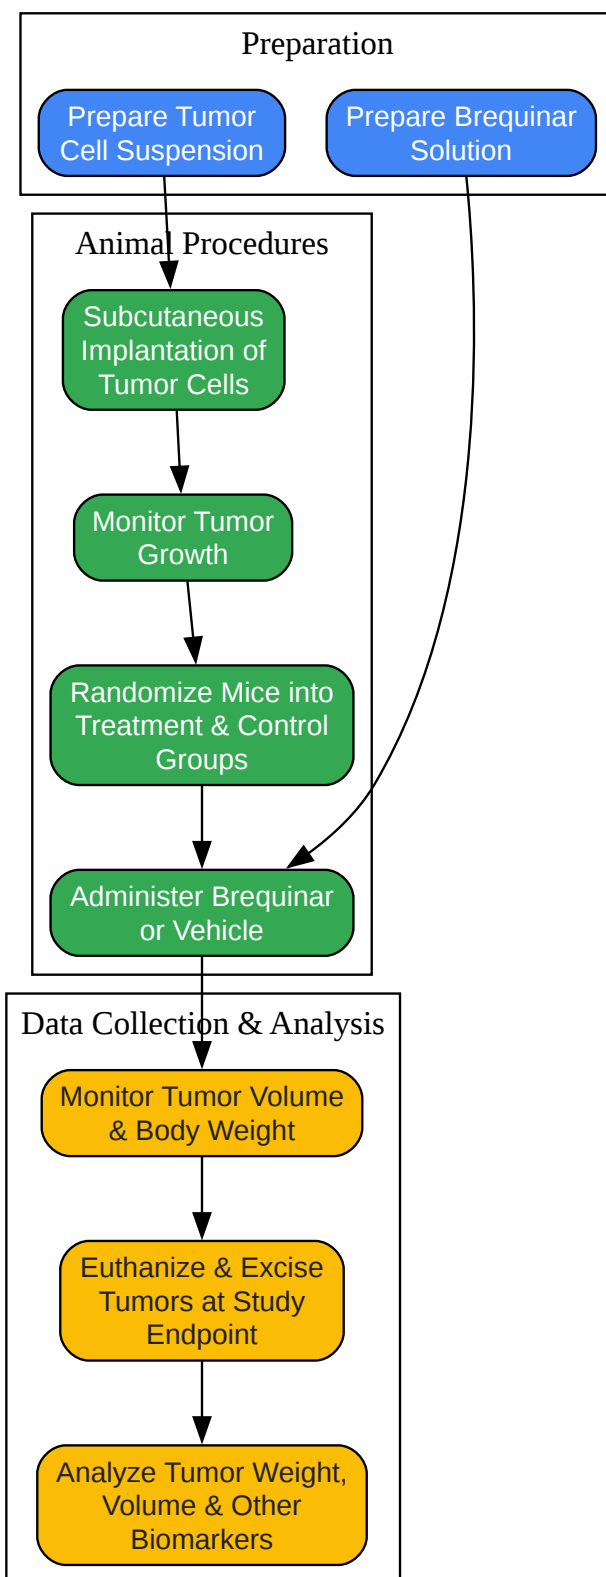 Preparation
Prepare Tumor
Cell Suspension
Prepare Brequinar
Solution
Animal Procedures
Subcutaneous
Implantation of
Tumor Cells
Monitor Tumor
Growth
Randomize Mice into
Treatment & Control
Groups
Administer Brequinar
or Vehicle
Data Collection & Analysis
Monitor Tumor Volume
& Body Weight
Euthanize & Excise
Tumors at Study
Endpoint
Analyze Tumor Weight,
Volume & Other
Biomarkers